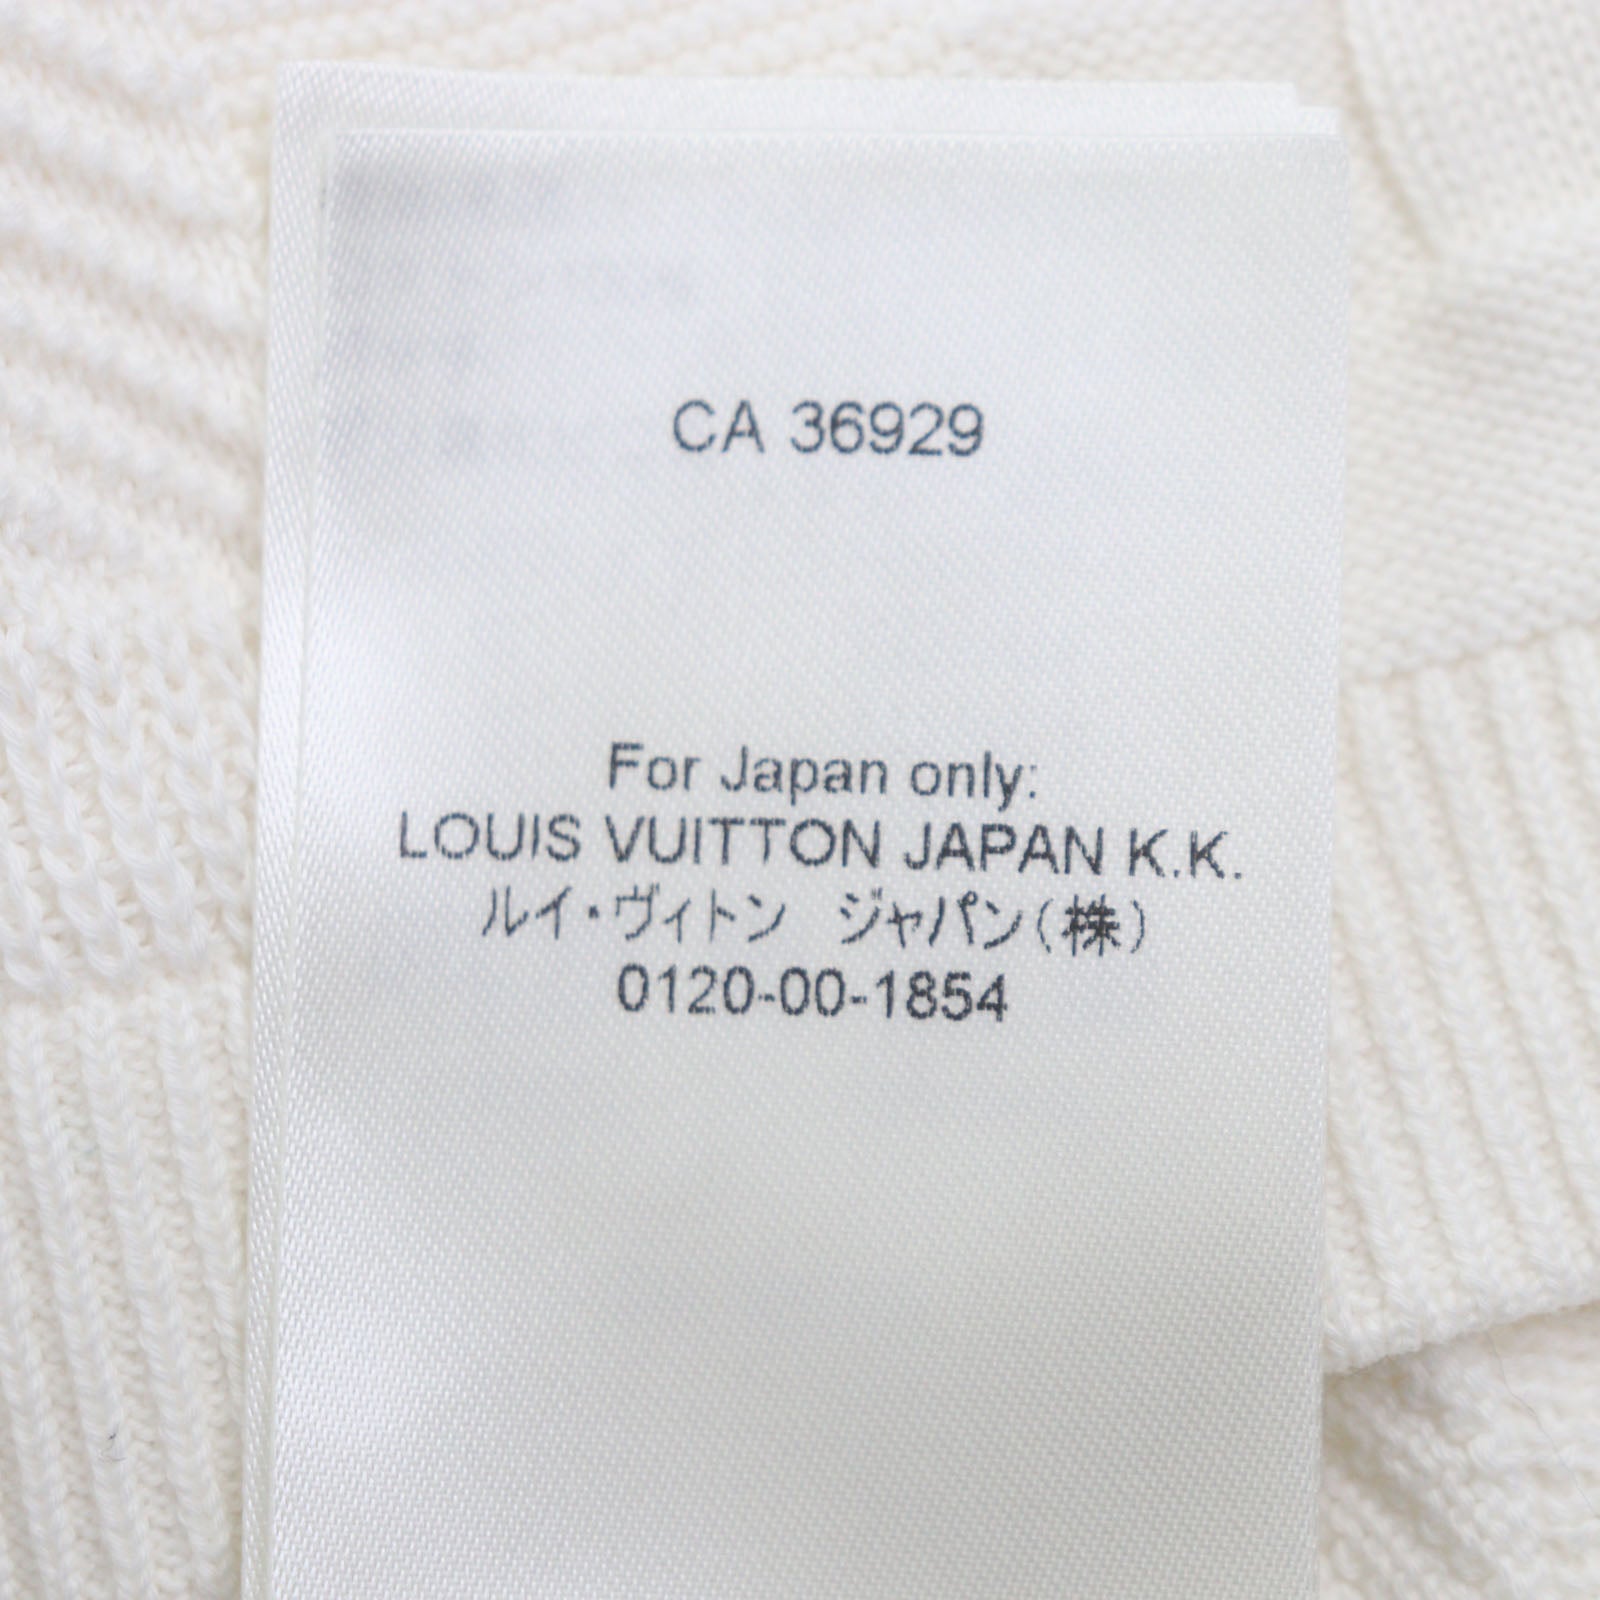 CA 36929
For Japan only:
LOUIS VUITTON JAPAN K.K.
ルイ・ヴィトン ジャパン(株)
0120-00-1854